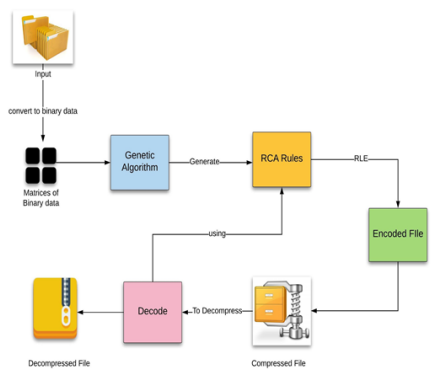 Input
convert to binary data
Matrices of
Binary data
Genetic
Algorithm
Generate
RCA Rules
RLE
Encoded FIle
using
Decode
To Decompress
Decompressed File
Compressed File